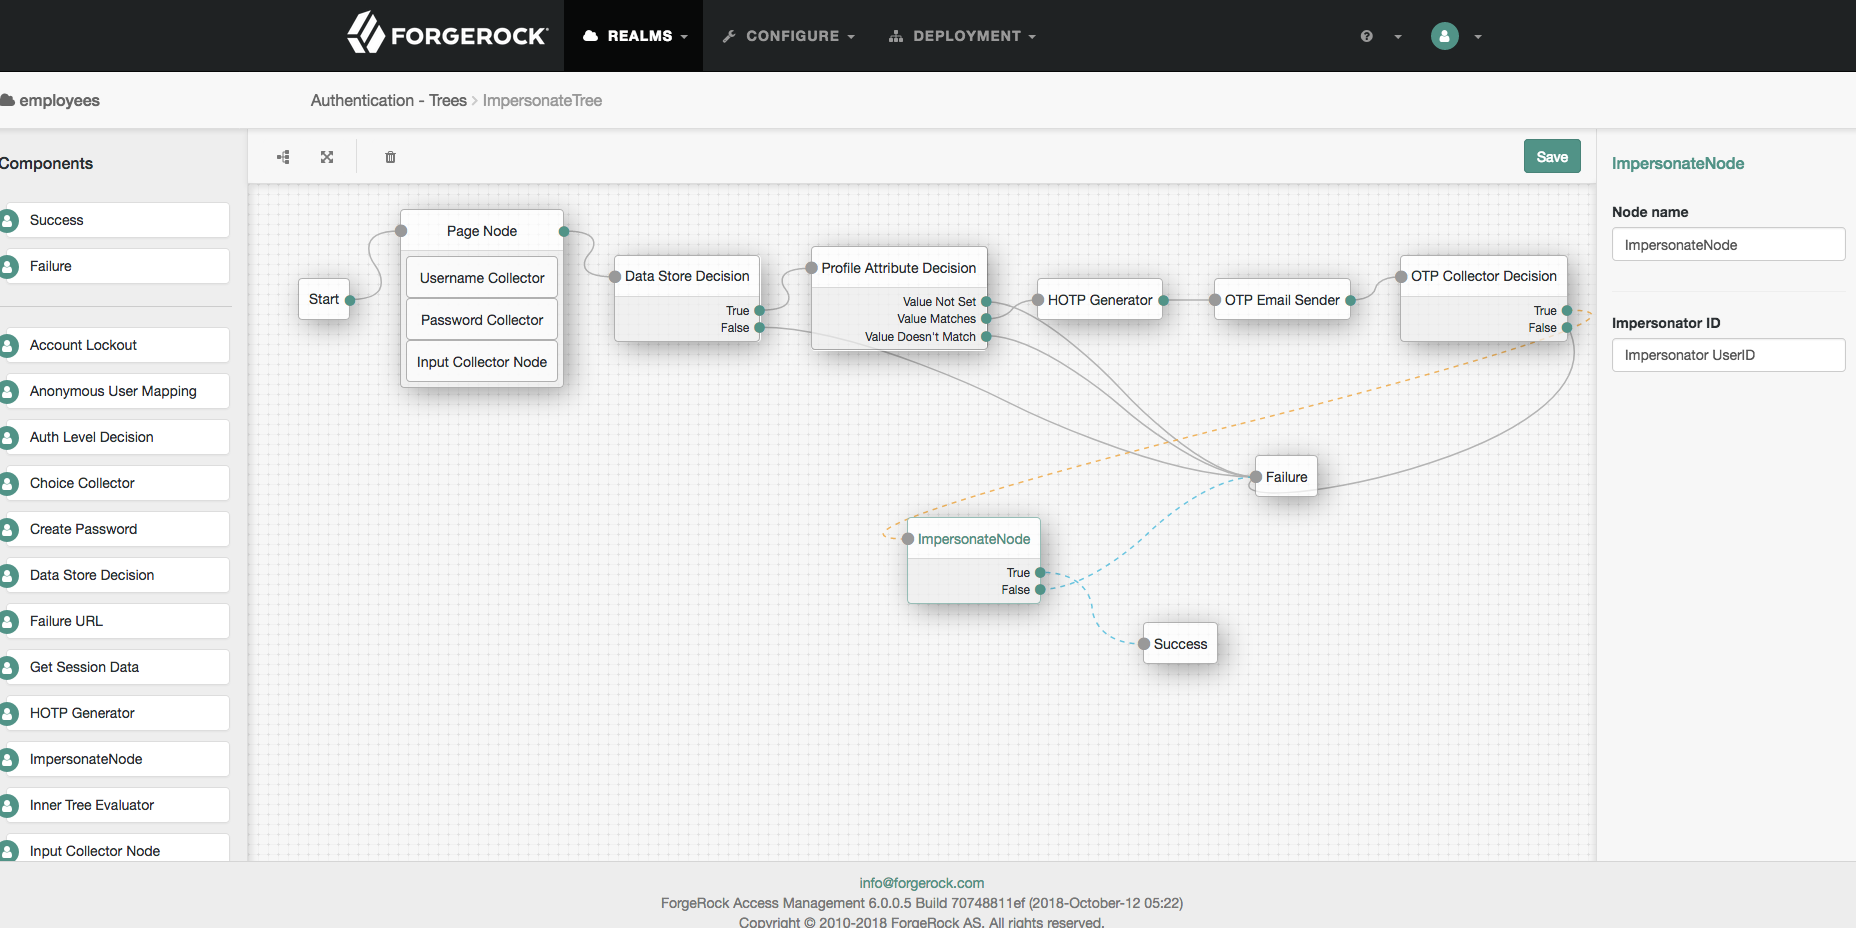 FORGEROCK
REALMS
CONFIGURE
DEPLOYMENT
employees
Authentication - Trees > ImpersonateTree
Components
Success
Failure
Account Lockout
Anonymous User Mapping
Auth Level Decision
Choice Collector
Create Password
Data Store Decision
Failure URL
Get Session Data
HOTP Generator
ImpersonateNode
Inner Tree Evaluator
Input Collector Node
Save
Start
Page Node
Username Collector
Password Collector
Input Collector Node
Data Store Decision
True
False
Profile Attribute Decision
Value Not Set
Value Matches
Value Doesn't Match
HOTP Generator
OTP Email Sender
OTP Collector Decision
True
False
Failure
ImpersonateNode
True
False
Success
ImpersonateNode
Node name
ImpersonateNode
Impersonator ID
Impersonator UserID
info@forgerock.com
ForgeRock Access Management 6.0.0.5 Build 70748811ef (2018-October-12 05:22)
Copyright © 2010-2018 ForgeRock AS. All rights reserved.